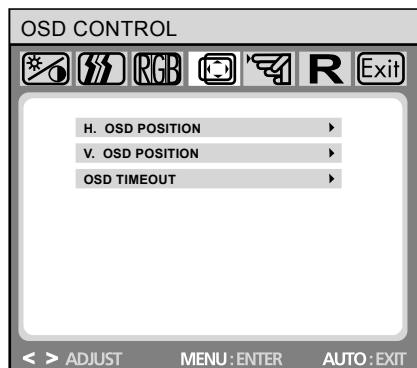 OSD CONTROL
RGB R Exit
H. OSD POSITION
V. OSD POSITION
OSD TIMEOUT
< > ADJUST MENU : ENTER AUTO : EXIT